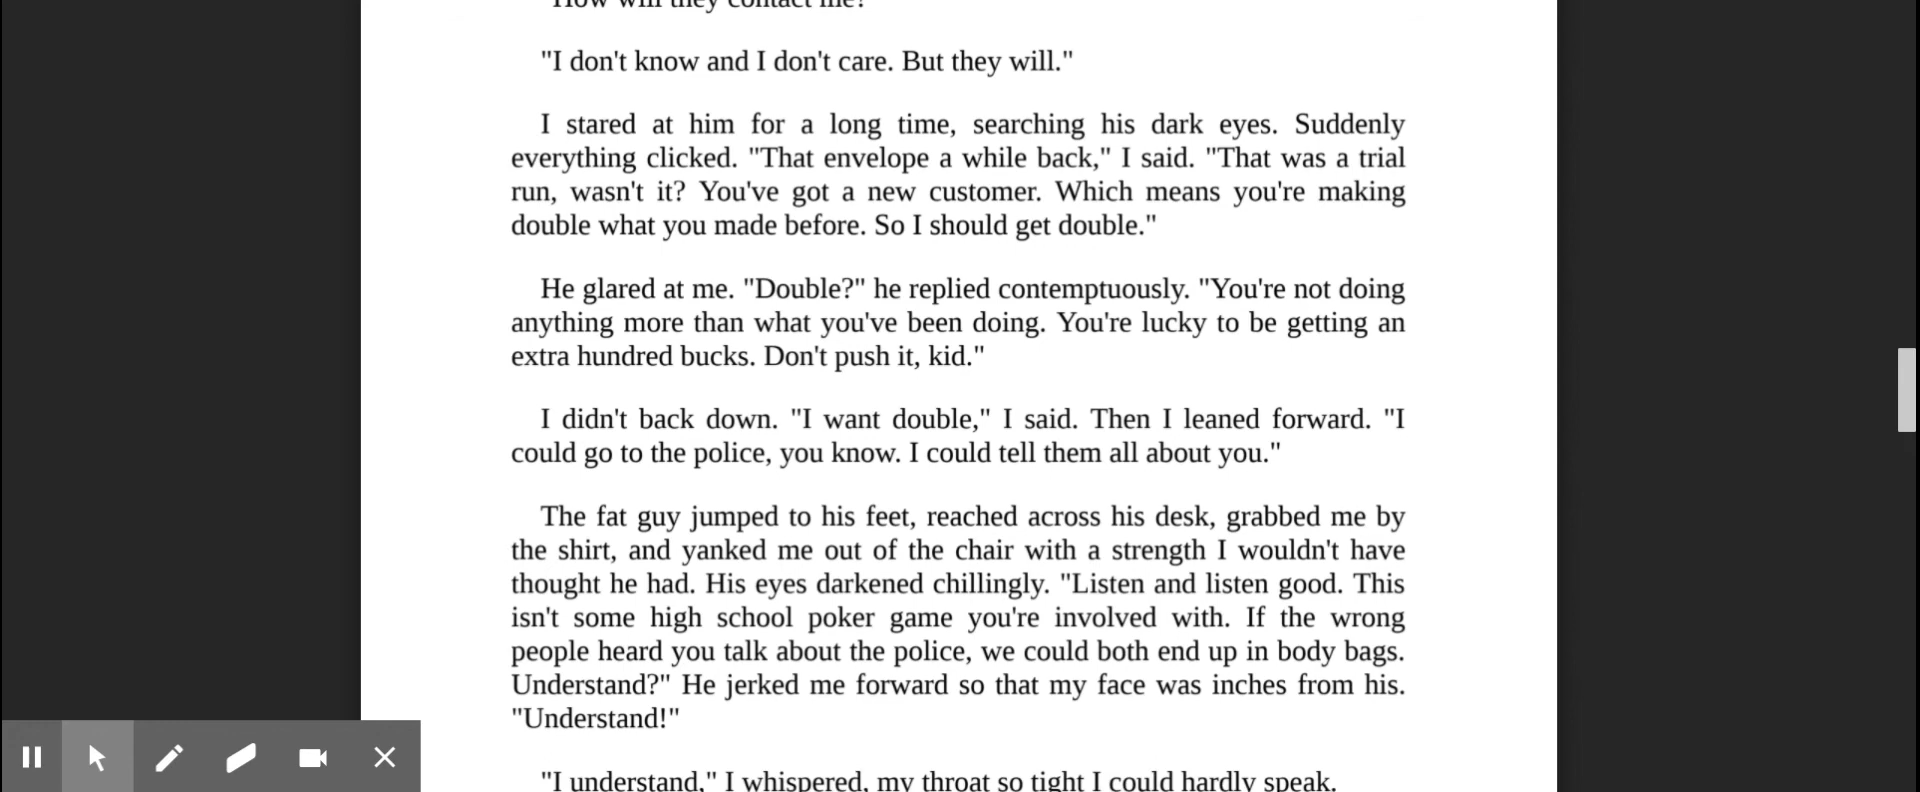 "How will they contact me?
"I don't know and I don't care. But they will."
I stared at him for a long time, searching his dark eyes. Suddenly
everything clicked. "That envelope a while back," I said. "That was a trial
run, wasn't it? You've got a new customer. Which means you're making
double what you made before. So I should get double."
He glared at me. "Double?" he replied contemptuously. "You're not doing
anything more than what you've been doing. You're lucky to be getting an
extra hundred bucks. Don't push it, kid."
I didn't back down. "I want double," I said. Then I leaned forward. "I
could go to the police, you know. I could tell them all about you."
The fat guy jumped to his feet, reached across his desk, grabbed me by
the shirt, and yanked me out of the chair with a strength I wouldn't have
thought he had. His eyes darkened chillingly. "Listen and listen good. This
isn't some high school poker game you're involved with. If the wrong
people heard you talk about the police, we could both end up in body bags.
Understand?" He jerked me forward so that my face was inches from his.
"Understand!"
"I understand," I whispered, my throat so tight I could hardly speak.